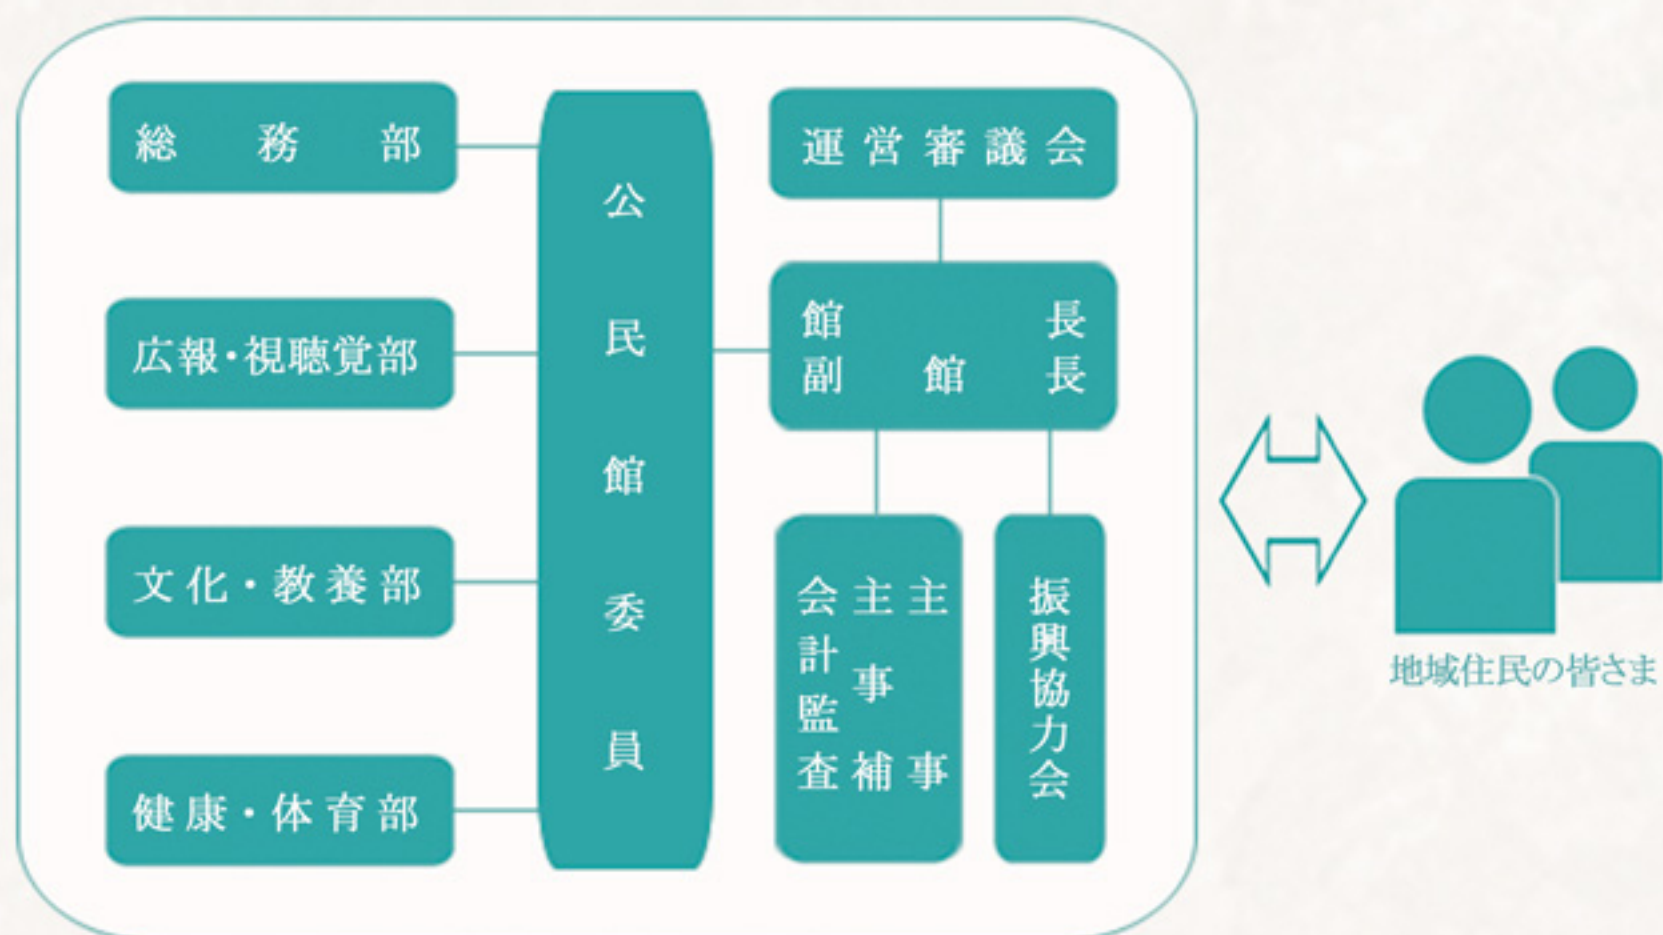 総務部
広報・視聴覚部
文化・教養部
健康・体育部
公民館委員
運営審議会
館長
副館長
主事
主事補
会計監査
振興協力会
地域住民の皆さま